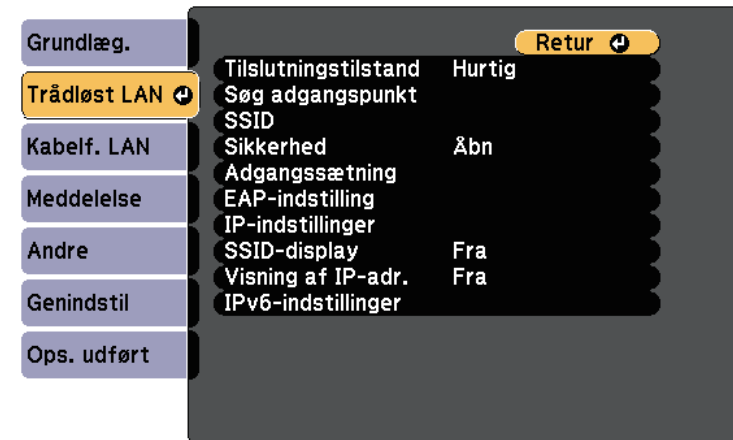 Grundlæg.
Trådløst LAN
Kabelf. LAN
Meddelelse
Andre
Genindstil
Ops. udført
Retur
Tilslutningstilstand Hurtig
Søg adgangspunkt
SSID
Sikkerhed Åbn
Adgangssætning
EAP-indstilling
IP-indstillinger
SSID-display Fra
Visning af IP-adr. Fra
IPv6-indstillinger